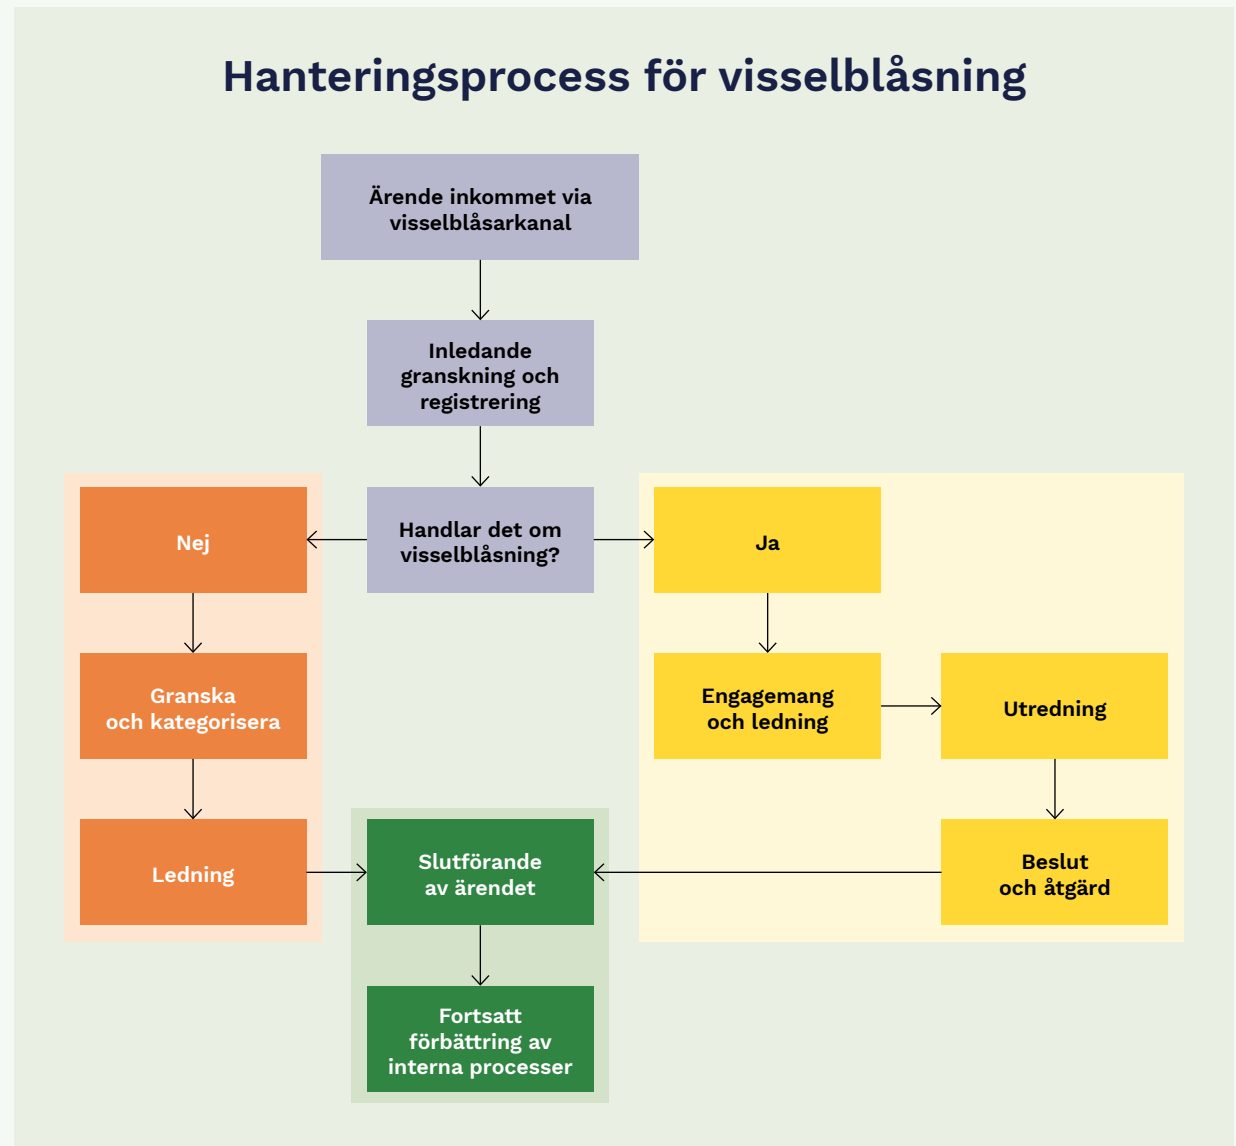 Hanteringsprocess för visselblåsning
Ärende inkommet via
visselblåsarkanal
Inledande
granskning och
registrering
Nej
Handlar det om
visselblåsning?
Ja
Granska
och kategorisera
Engagemang
och ledning
Utredning
Ledning
Slutförande
av ärendet
Beslut
och åtgärd
Fortsatt
förbättring av
interna processer